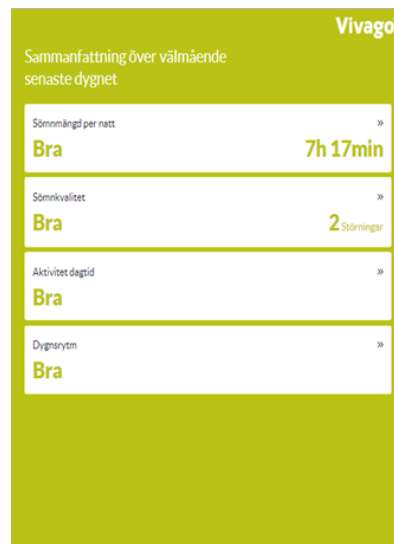 Vivago
Sammanfattning över välmående
senaste dygnet
Sömnmängd per natt »
Bra 7h 17min
Sömnkvalitet »
Bra 2 Störningar
Aktivitet dagtid »
Bra
Dygnsrytm »
Bra